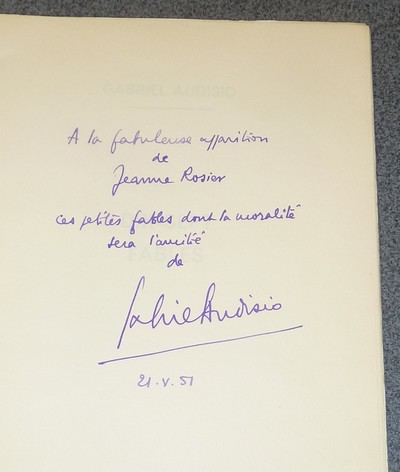 GABRIEL AUDISIO
A la fabuleuse apparition
de
Jeanne Rosier
ces petites fables dont la moralité
sera l'amitié
FABLES
de
Gabriel Audisio
21-V-51